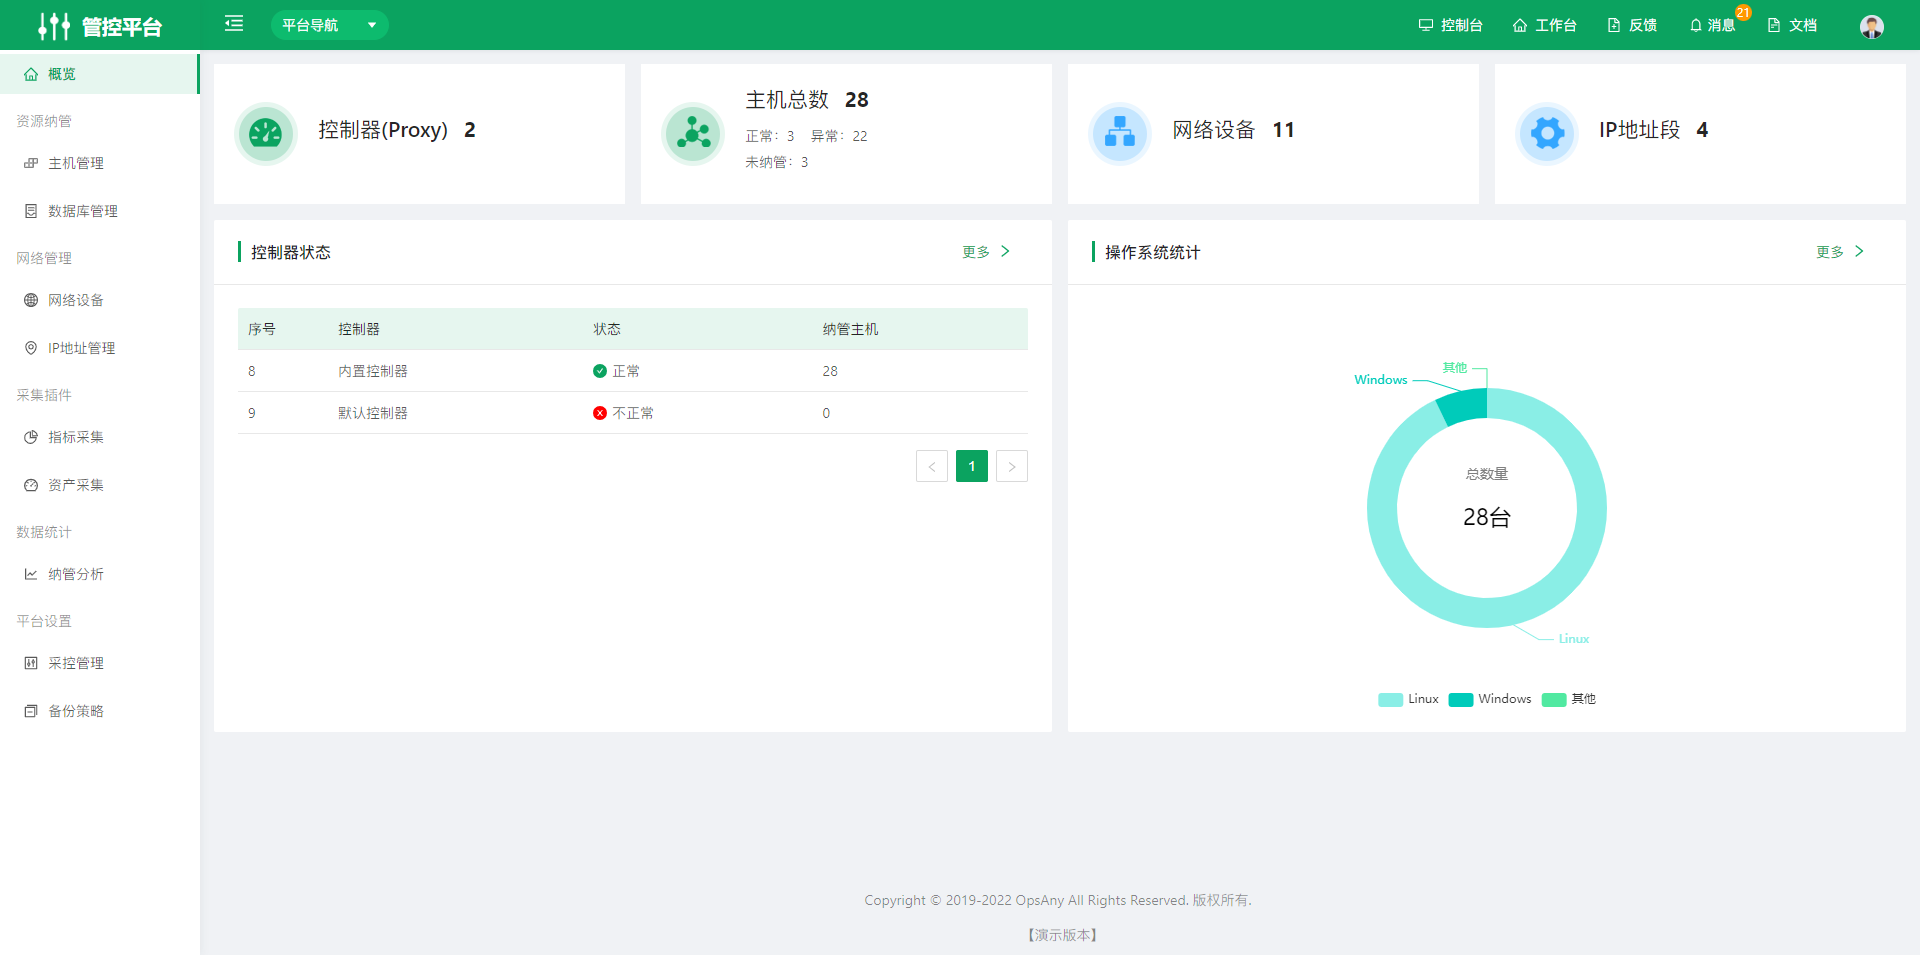 管控平台
平台导航
控制台
工作台
反馈
消息
21
文档
概览
资源纳管
主机管理
数据库管理
网络管理
网络设备
IP地址管理
采集插件
指标采集
资产采集
数据统计
纳管分析
平台设置
采控管理
备份策略
控制器(Proxy) 2
主机总数 28
正常：3 异常：22
未纳管：3
网络设备 11
IP地址段 4
控制器状态
更多
序号 控制器 状态 纳管主机
8 内置控制器 正常 28
9 默认控制器 不正常 0
< 1 >
操作系统统计
更多
其他
Windows
总数量
28台
Linux
Linux Windows 其他
Copyright © 2019-2022 OpsAny All Rights Reserved. 版权所有.
【演示版本】